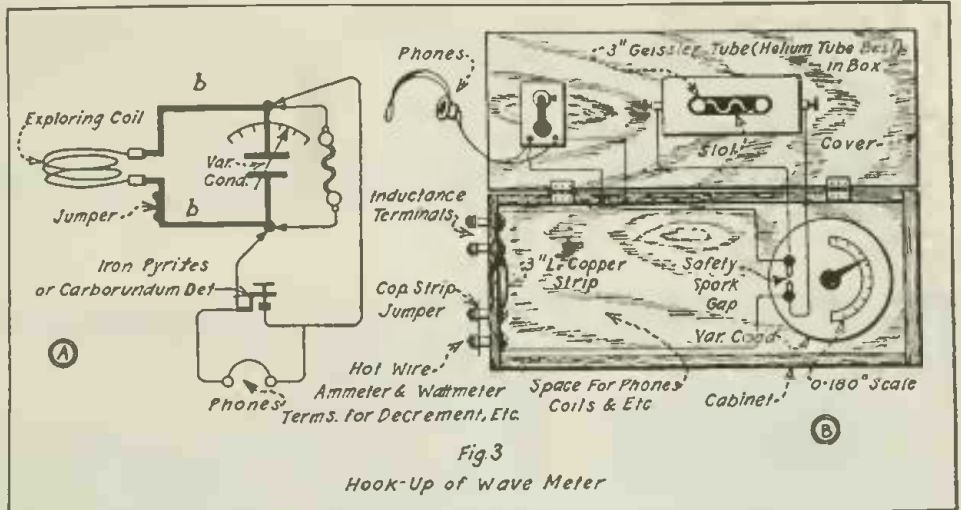 b
Exploring Coil
Var.
Cond.
Jumper
b
Iron Pyrites
or Carborundum Det
A
Phones
Phones
3" Geissler Tube (Helium Tube Best)
in Box
Slot
Cover
Inductance
Terminals
3" L- Copper
Strip
Safety
Spark
Gap
Cop. Strip
Jumper
Var. Cond.
Hot Wire
Ammeter & Wattmeter
Terms. for Decrement, Etc.
Space For Phones
Coils & Etc
Cabinet
0-180° Scale
B
Fig. 3
Hook-Up of Wave Meter